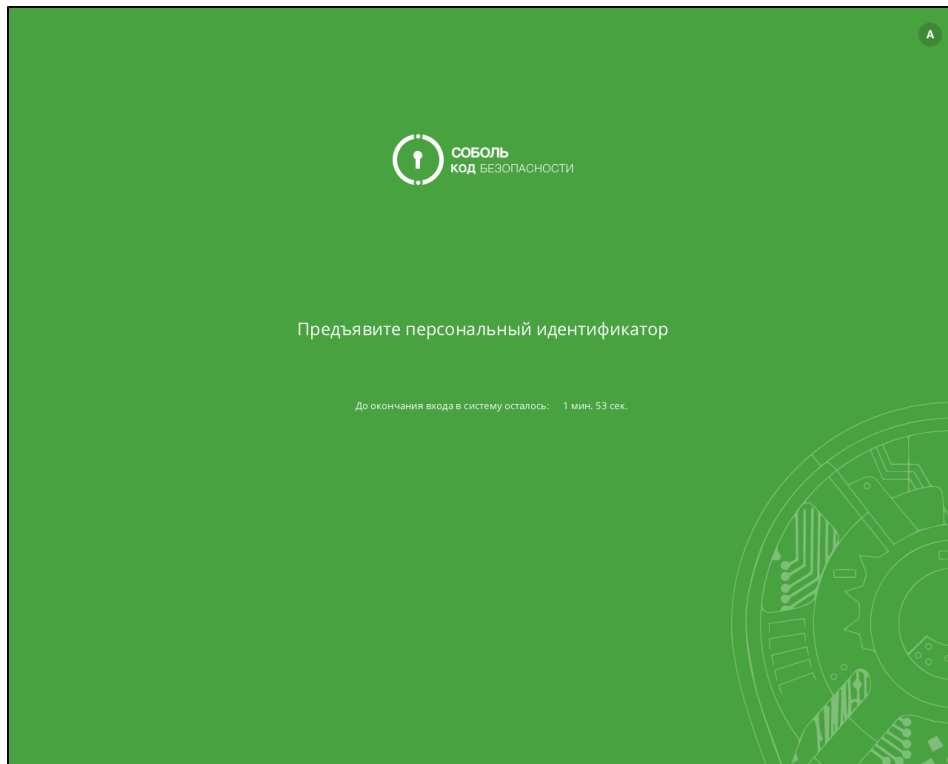 A
СОБОЛЬ
КОД БЕЗОПАСНОСТИ
Предъявите персональный идентификатор
До окончания входа в систему осталось: 1 мин. 53 сек.